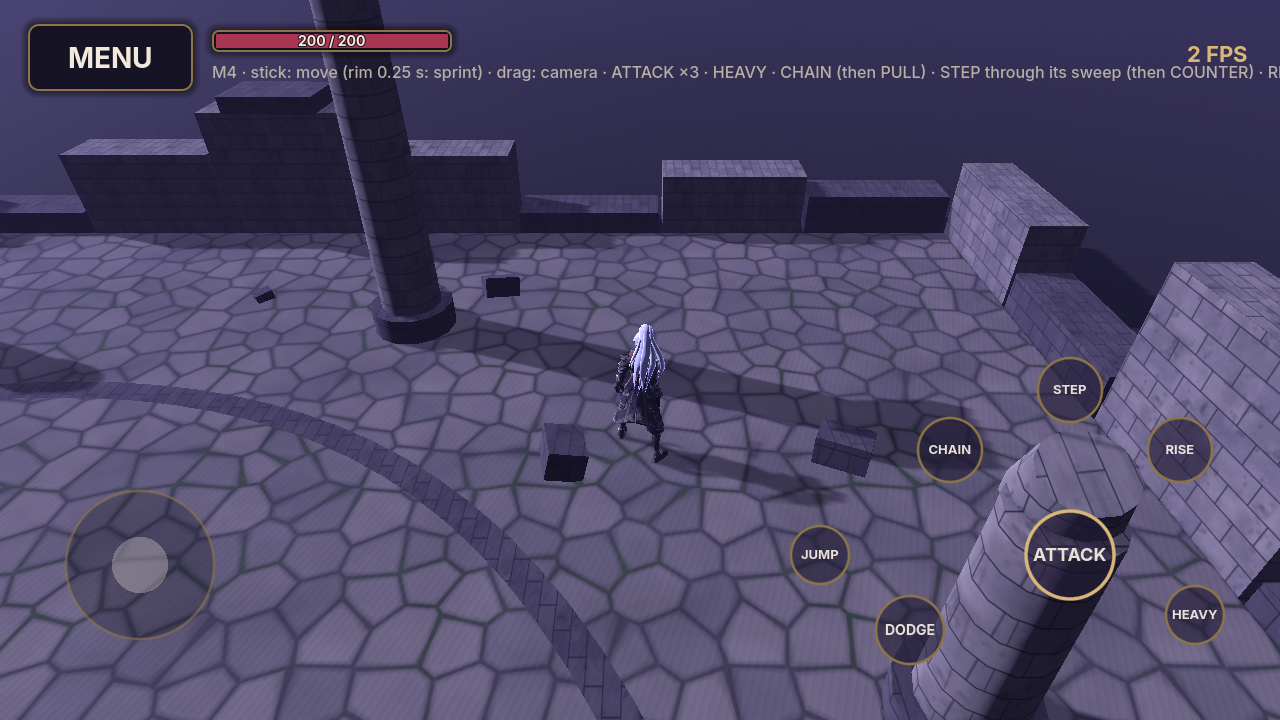 MENU
200 / 200
2 FPS
M4 · stick: move (rim 0.25 s: sprint) · drag: camera · ATTACK ×3 · HEAVY · CHAIN (then PULL) · STEP through its sweep (then COUNTER) ·
STEP
CHAIN
RISE
JUMP
ATTACK
DODGE
HEAVY